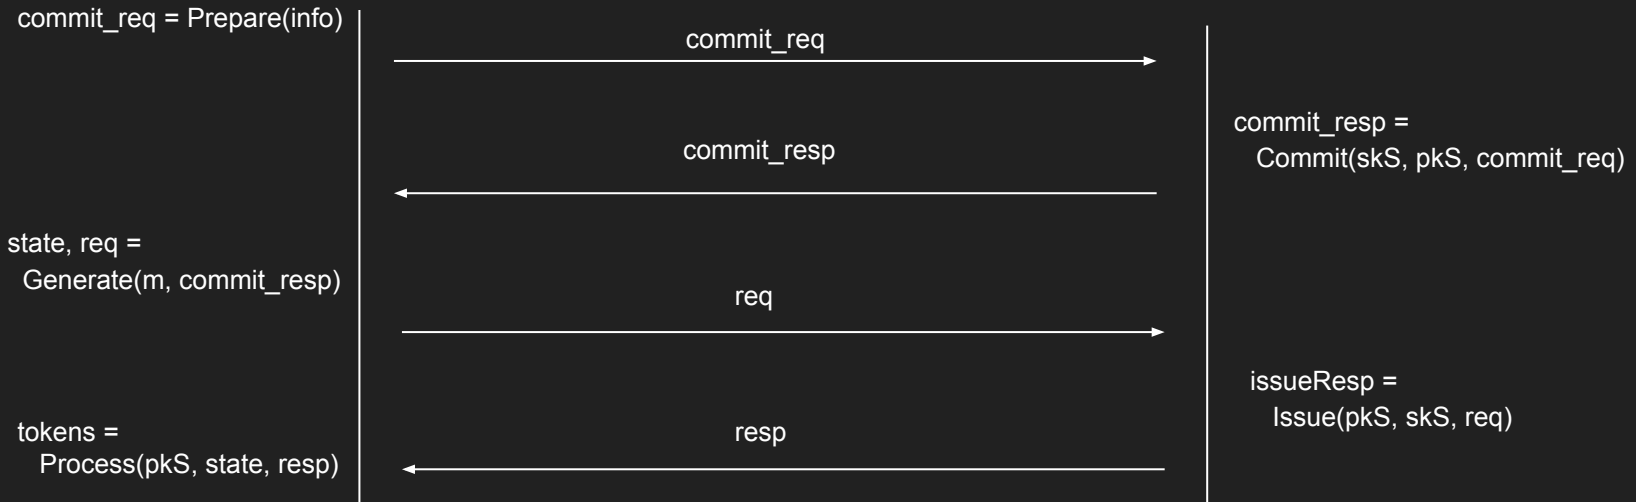 commit_req = Prepare(info)
commit_req
commit_resp =
Commit(skS, pkS, commit_req)
commit_resp
state, req =
Generate(m, commit_resp)
req
issueResp =
Issue(pkS, skS, req)
tokens =
Process(pkS, state, resp)
resp